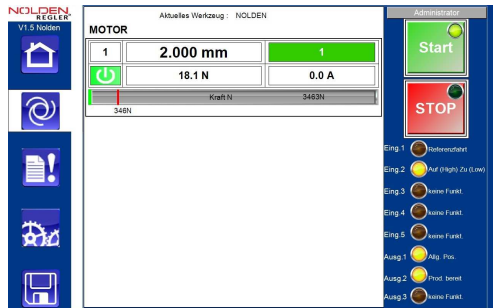 NOLDEN
REGLER
V1.5 Nolden
Aktuelles Werkzeug : NOLDEN
MOTOR
1 2.000 mm 1
18.1 N 0.0 A
Kraft N 3463N
346N
Administrator
Start
STOP
Eing.1 Referenzfahrt
Eing.2 Auf (High) Zu (Low)
Eing.3 keine Funkt.
Eing.4 keine Funkt.
Eing.5 keine Funkt.
Ausg.1 Allg. Pos.
Ausg.2 Prod. bereit
Ausg.3 keine Funkt.